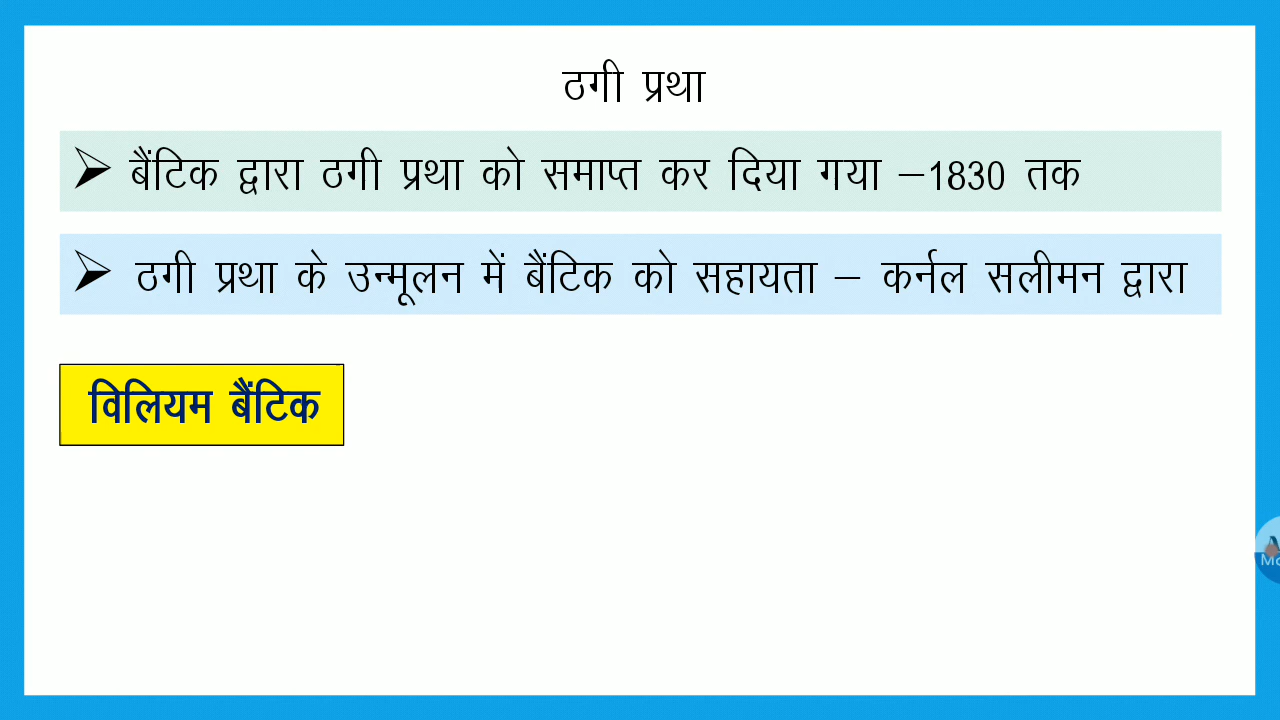 ठगी प्रथा
➢ बैंटिक द्वारा ठगी प्रथा को समाप्त कर दिया गया –1830 तक
➢ ठगी प्रथा के उन्मूलन में बैंटिक को सहायता – कर्नल सलीमन द्वारा
विलियम बैंटिक